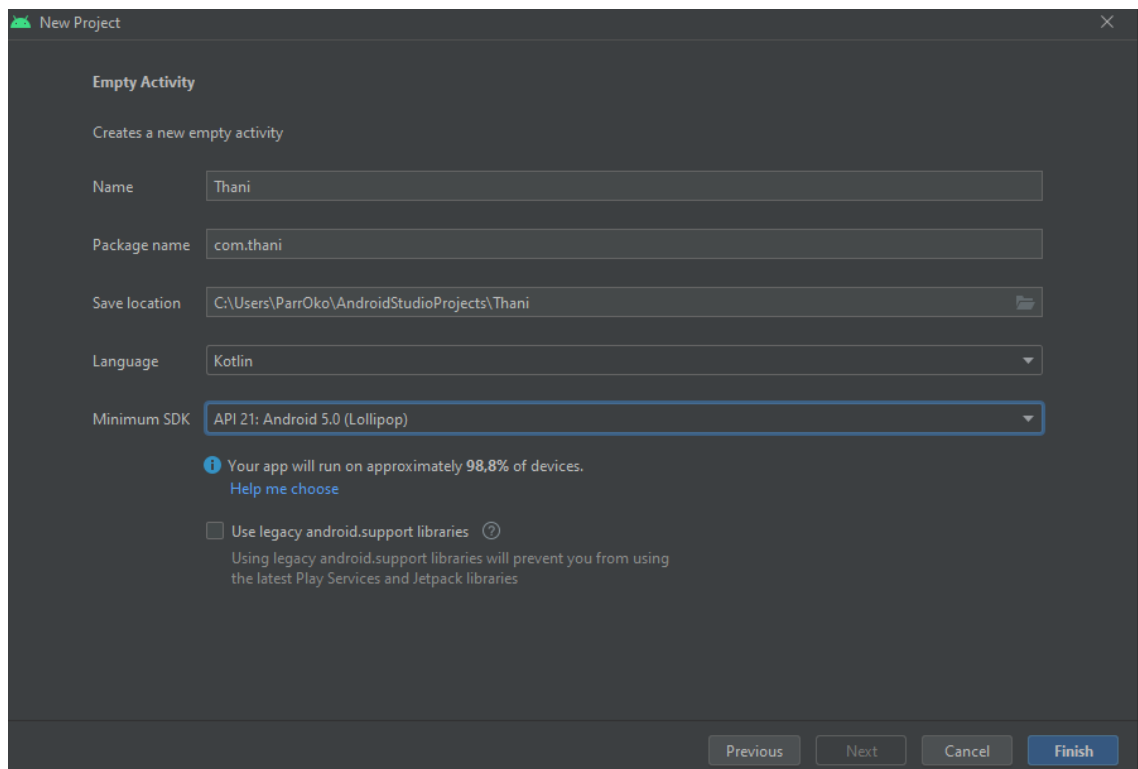 New Project
Empty Activity
Creates a new empty activity
Name Thani
Package name com.thani
Save location C:\Users\ParrOko\AndroidStudioProjects\Thani
Language Kotlin
Minimum SDK API 21: Android 5.0 (Lollipop)
Your app will run on approximately 98,8% of devices.
Help me choose
Use legacy android.support libraries
Using legacy android.support libraries will prevent you from using
the latest Play Services and Jetpack libraries
Previous Next Cancel Finish